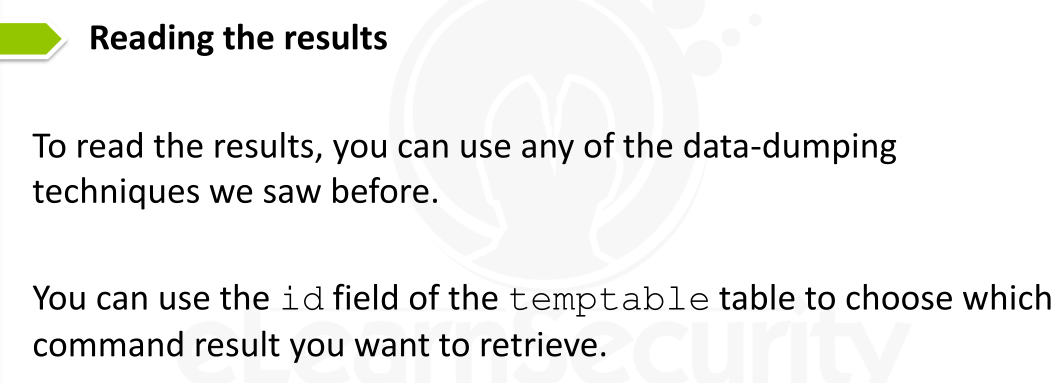 Reading the results
To read the results, you can use any of the data-dumping
techniques we saw before.
You can use the id field of the temptable table to choose which
command result you want to retrieve.
eLearnSecurity